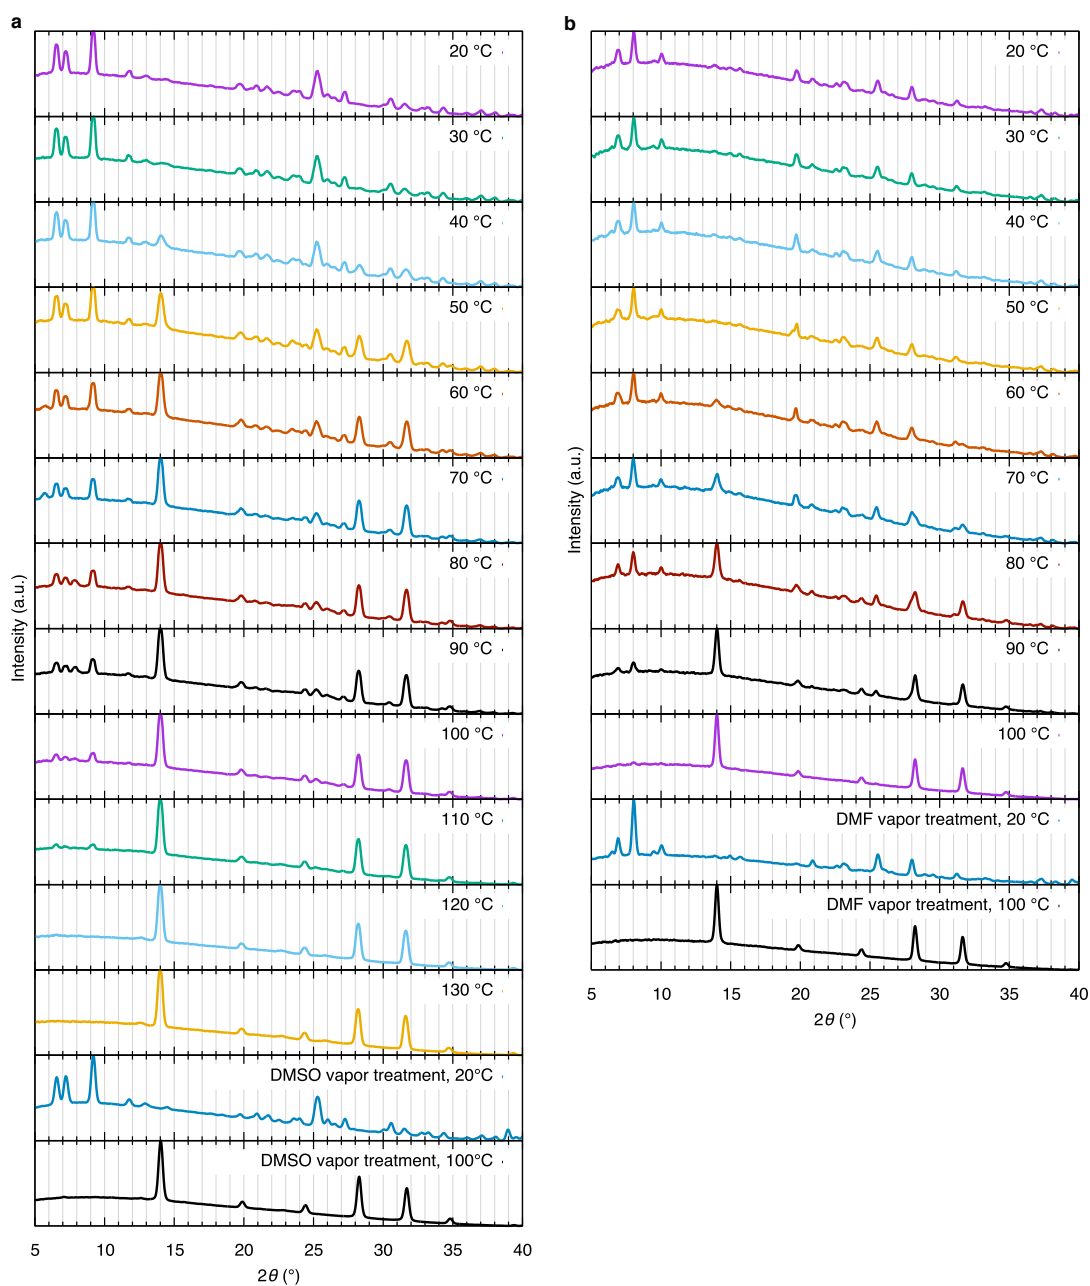 a
20 °C
30 °C
40 °C
50 °C
60 °C
70 °C
80 °C
90 °C
100 °C
110 °C
120 °C
130 °C
DMSO vapor treatment, 20°C
DMSO vapor treatment, 100°C
5 10 15 20 25 30 35 40
2θ (°)
Intensity (a.u.)
b
20 °C
30 °C
40 °C
50 °C
60 °C
70 °C
80 °C
90 °C
100 °C
DMF vapor treatment, 20 °C
DMF vapor treatment, 100 °C
5 10 15 20 25 30 35 40
2θ (°)
Intensity (a.u.)